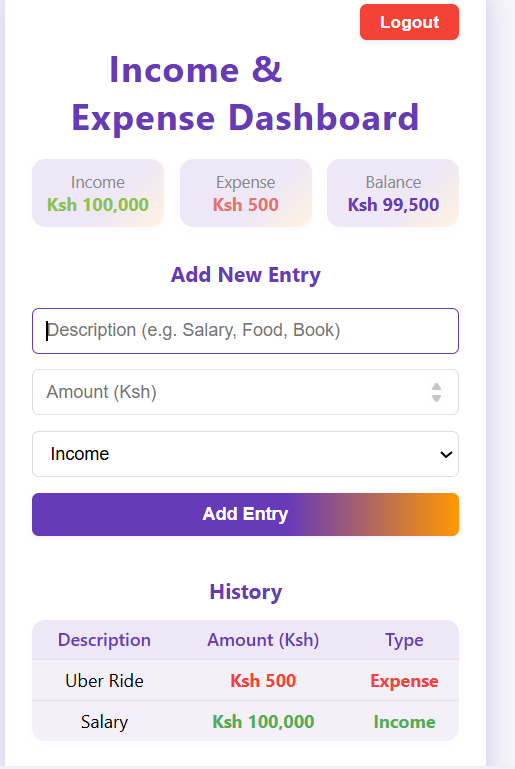 Logout
Income &
Expense Dashboard
Income Expense Balance
Ksh 100,000 Ksh 500 Ksh 99,500
Add New Entry
Description (e.g. Salary, Food, Book)
Amount (Ksh)
Income
Add Entry
History
Description Amount (Ksh) Type
Uber Ride Ksh 500 Expense
Salary Ksh 100,000 Income